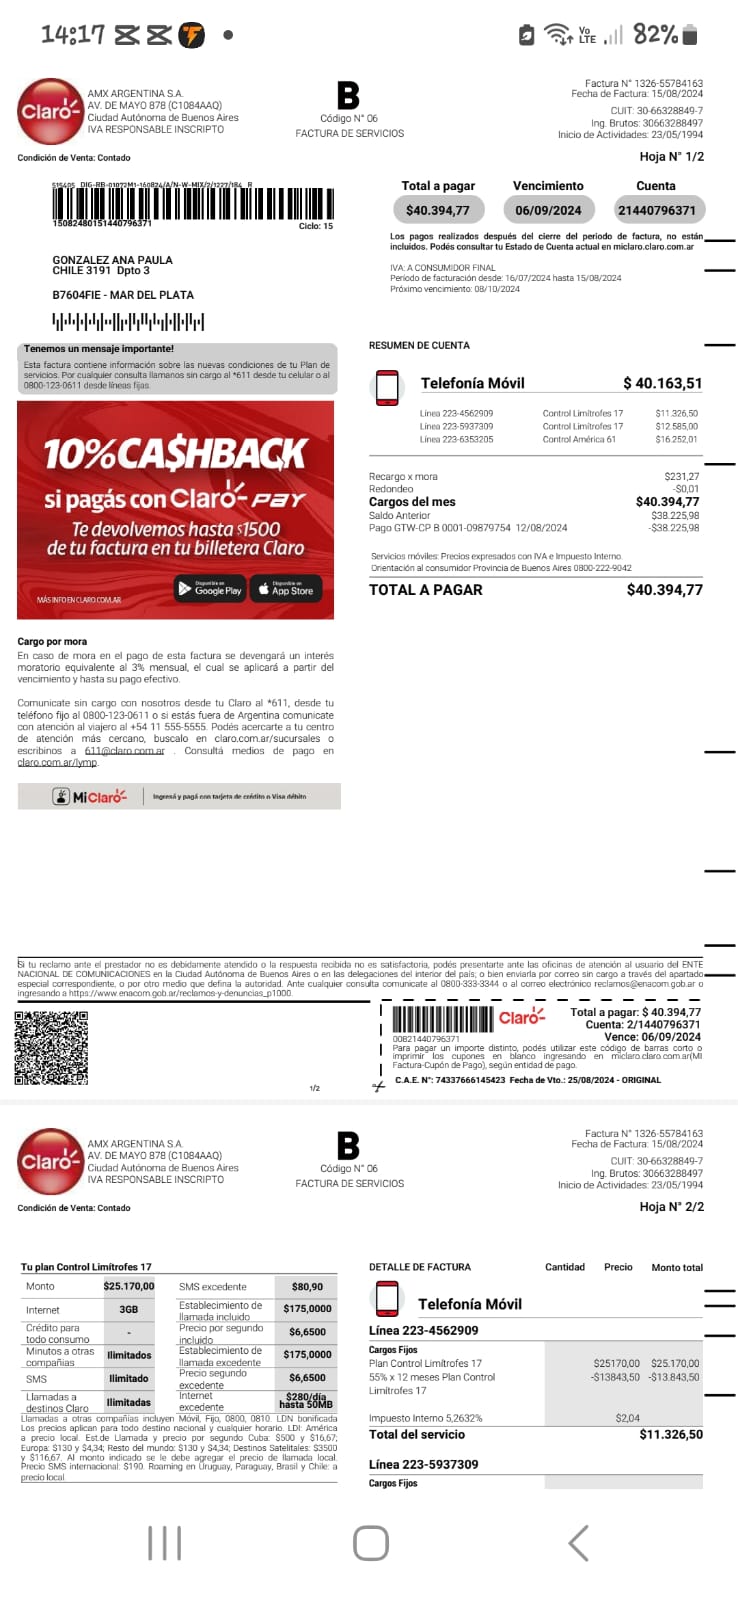 14:17
Vo LTE
82%
Claro-
AMX ARGENTINA S.A.
AV. DE MAYO 878 (C1084AAQ)
Ciudad Autónoma de Buenos Aires
IVA RESPONSABLE INSCRIPTO
B
Código N° 06
FACTURA DE SERVICIOS
Factura N° 1326-55784163
Fecha de Factura: 15/08/2024
CUIT: 30-66328849-7
Ing. Brutos: 30663288497
Inicio de Actividades: 23/05/1994
Condición de Venta: Contado
Hoja N° 1/2
515405 DIG-RB-01072M1-160824/A/N-W-MIX/2/1227/184 R
15082480151440796371
Ciclo: 15
Total a pagar Vencimiento Cuenta
$40.394,77 06/09/2024 21440796371
Los pagos realizados después del cierre del periodo de factura, no están
incluidos. Podés consultar tu Estado de Cuenta actual en miclaro.claro.com.ar
GONZALEZ ANA PAULA
CHILE 3191 Dpto 3
B7604FIE - MAR DEL PLATA
IVA: A CONSUMIDOR FINAL
Período de facturación desde: 16/07/2024 hasta 15/08/2024
Próximo vencimiento: 08/10/2024
Tenemos un mensaje importante!
Esta factura contiene información sobre las nuevas condiciones de tu Plan de
servicios. Por cualquier consulta llamanos sin cargo al *611 desde tu celular o al
0800-123-0611 desde líneas fijas.
10% CA$HBACK
si pagás con Claro- pay
Te devolvemos hasta $1500
de tu factura en tu billetera Claro
MÁS INFO EN CLARO.COM.AR
Disponible en
Google Play
Disponible en
App Store
RESUMEN DE CUENTA
Telefonía Móvil $ 40.163,51
Línea 223-4562909 Control Limítrofes 17 $11.326,50
Línea 223-5937309 Control Limítrofes 17 $12.585,00
Línea 223-6353205 Control América 61 $16.252,01
Recargo x mora $231,27
Redondeo -$0,01
Cargos del mes $40.394,77
Saldo Anterior $38.225,98
Pago GTW-CP B 0001-09879754 12/08/2024 -$38.225,98
Servicios móviles: Precios expresados con IVA e Impuesto Interno.
Orientación al consumidor Provincia de Buenos Aires 0800-222-9042
TOTAL A PAGAR $40.394,77
Cargo por mora
En caso de mora en el pago de esta factura se devengará un interés
moratorio equivalente al 3% mensual, el cual se aplicará a partir del
vencimiento y hasta su pago efectivo.
Comunicate sin cargo con nosotros desde tu Claro al *611, desde tu
teléfono fijo al 0800-123-0611 o si estás fuera de Argentina comunicate
con atención al viajero al +54 11 555-5555. Podés acercarte a tu centro
de atención más cercano, buscalo en claro.com.ar/sucursales o
escribinos a 611@claro.com.ar . Consultá medios de pago en
claro.com.ar/lymp.
Mi Claro-
Ingresá y pagá con tarjeta de crédito o Visa débito
Si tu reclamo ante el prestador no es debidamente atendido o la respuesta recibida no es satisfactoria, podés presentarte ante las oficinas de atención al usuario del ENTE
NACIONAL DE COMUNICACIONES en la Ciudad Autónoma de Buenos Aires o en las delegaciones del interior del país; o bien enviarla por correo sin cargo a través del apartado
especial correspondiente, o por otro medio que defina la autoridad. Ante cualquier consulta comunicate al 0800-333-3344 o al correo electrónico reclamos@enacom.gob.ar o
ingresando a https://www.enacom.gob.ar/reclamos-y-denuncias_p1000.
00821440796371
Claro-
Total a pagar: $ 40.394,77
Cuenta: 2/1440796371
Vence: 06/09/2024
Para pagar un importe distinto, podés utilizar este código de barras corto o
imprimir los cupones en blanco ingresando en miclaro.claro.com.ar(MI
Factura-Cupón de Pago), según entidad de pago.
1/2
C.A.E. N°: 74337666145423 Fecha de Vto.: 25/08/2024 - ORIGINAL
Claro-
AMX ARGENTINA S.A.
AV. DE MAYO 878 (C1084AAQ)
Ciudad Autónoma de Buenos Aires
IVA RESPONSABLE INSCRIPTO
B
Código N° 06
FACTURA DE SERVICIOS
Factura N° 1326-55784163
Fecha de Factura: 15/08/2024
CUIT: 30-66328849-7
Ing. Brutos: 30663288497
Inicio de Actividades: 23/05/1994
Condición de Venta: Contado
Hoja N° 2/2
Tu plan Control Limítrofes 17
Monto $25.170,00 SMS excedente $80,90
Internet 3GB Establecimiento de llamada incluido $175,0000
Crédito para todo consumo - Precio por segundo incluido $6,6500
Minutos a otras compañías Ilimitados Establecimiento de llamada excedente $175,0000
SMS Ilimitado Precio segundo excedente $6,6500
Llamadas a destinos Claro Ilimitadas Internet excedente $280/día hasta 50MB
Llamadas a otras compañías incluyen Móvil, Fijo, 0800, 0810. LDN bonificada
Los precios aplican para todo destino nacional y cualquier horario. LDI: América
a precio local. Est.de Llamada y precio por segundo Cuba: $500 y $16,67;
Europa: $130 y $4,34; Resto del mundo: $130 y $4,34; Destinos Satelitales: $3500
y $116,67. Al monto indicado se le debe agregar el precio de llamada local.
Precio SMS internacional: $190. Roaming en Uruguay, Paraguay, Brasil y Chile: a
precio local.
DETALLE DE FACTURA Cantidad Precio Monto total
Telefonía Móvil
Línea 223-4562909
Cargos Fijos
Plan Control Limítrofes 17 $25170,00 $25.170,00
55% x 12 meses Plan Control -$13843,50 -$13.843,50
Limítrofes 17
Impuesto Interno 5,2632% $2,04
Total del servicio $11.326,50
Línea 223-5937309
Cargos Fijos